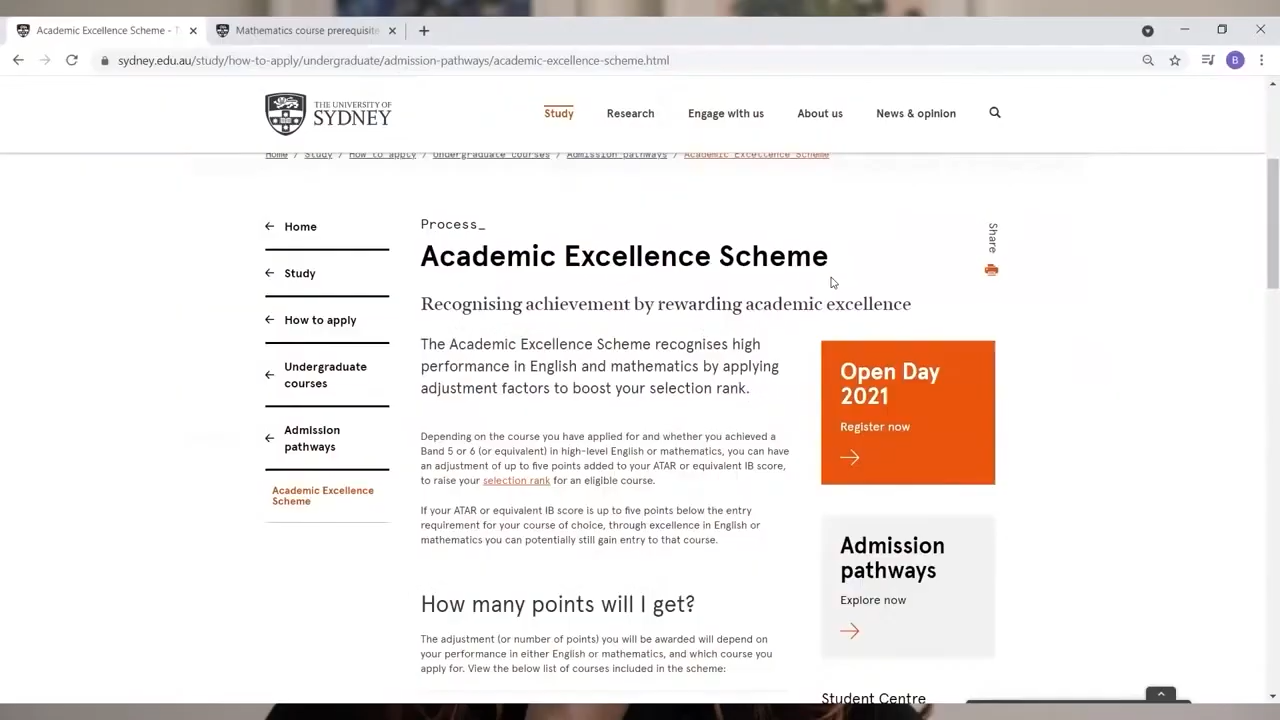 Academic Excellence Scheme - T
Mathematics course prerequisite
sydney.edu.au/study/how-to-apply/undergraduate/admission-pathways/academic-excellence-scheme.html
B
THE UNIVERSITY OF
SYDNEY
Study
Research
Engage with us
About us
News & opinion
Home / Study / How to apply / Undergraduate courses / Admission pathways / Academic Excellence Scheme
Home
Study
How to apply
Undergraduate
courses
Admission
pathways
Academic Excellence
Scheme
Process_
Academic Excellence Scheme
Recognising achievement by rewarding academic excellence
The Academic Excellence Scheme recognises high
performance in English and mathematics by applying
adjustment factors to boost your selection rank.
Depending on the course you have applied for and whether you achieved a
Band 5 or 6 (or equivalent) in high-level English or mathematics, you can have
an adjustment of up to five points added to your ATAR or equivalent IB score,
to raise your selection rank for an eligible course.
If your ATAR or equivalent IB score is up to five points below the entry
requirement for your course of choice, through excellence in English or
mathematics you can potentially still gain entry to that course.
How many points will I get?
The adjustment (or number of points) you will be awarded will depend on
your performance in either English or mathematics, and which course you
apply for. View the below list of courses included in the scheme:
Share
Open Day
2021
Register now
Admission
pathways
Explore now
Student Centre